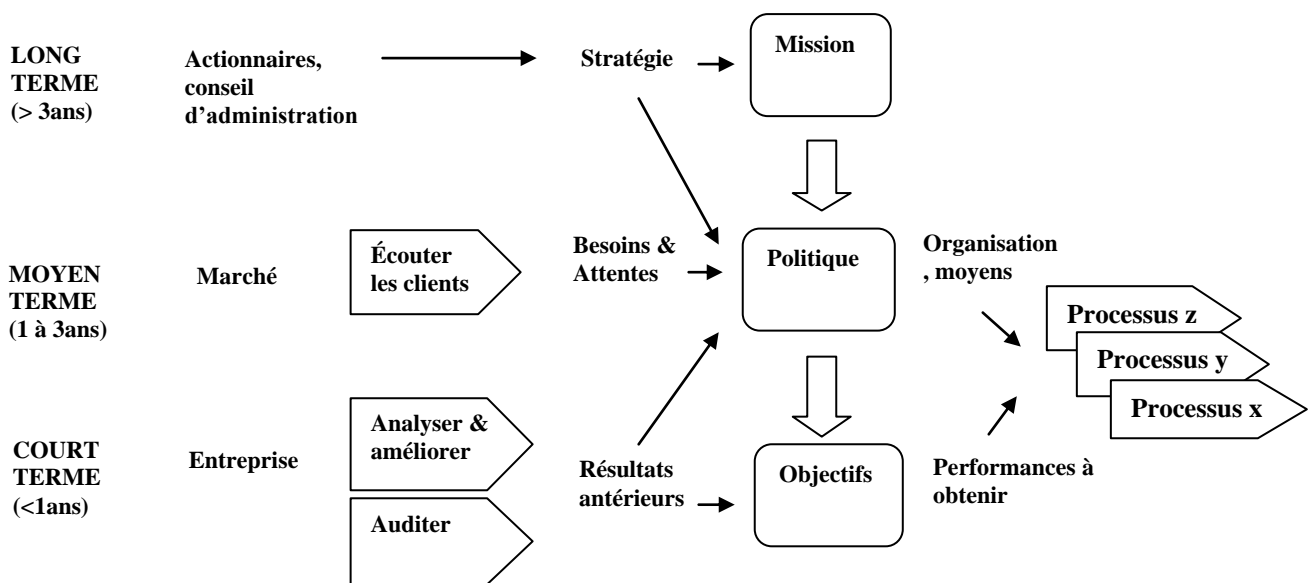 LONG
TERME
(> 3ans)
Actionnaires,
conseil
d’administration
Stratégie
Mission
MOYEN
TERME
(1 à 3ans)
Marché
Écouter
les clients
Besoins &
Attentes
Politique
Organisation
, moyens
Processus z
Processus y
Processus x
COURT
TERME
(<1ans)
Entreprise
Analyser &
améliorer
Auditer
Résultats
antérieurs
Objectifs
Performances à
obtenir